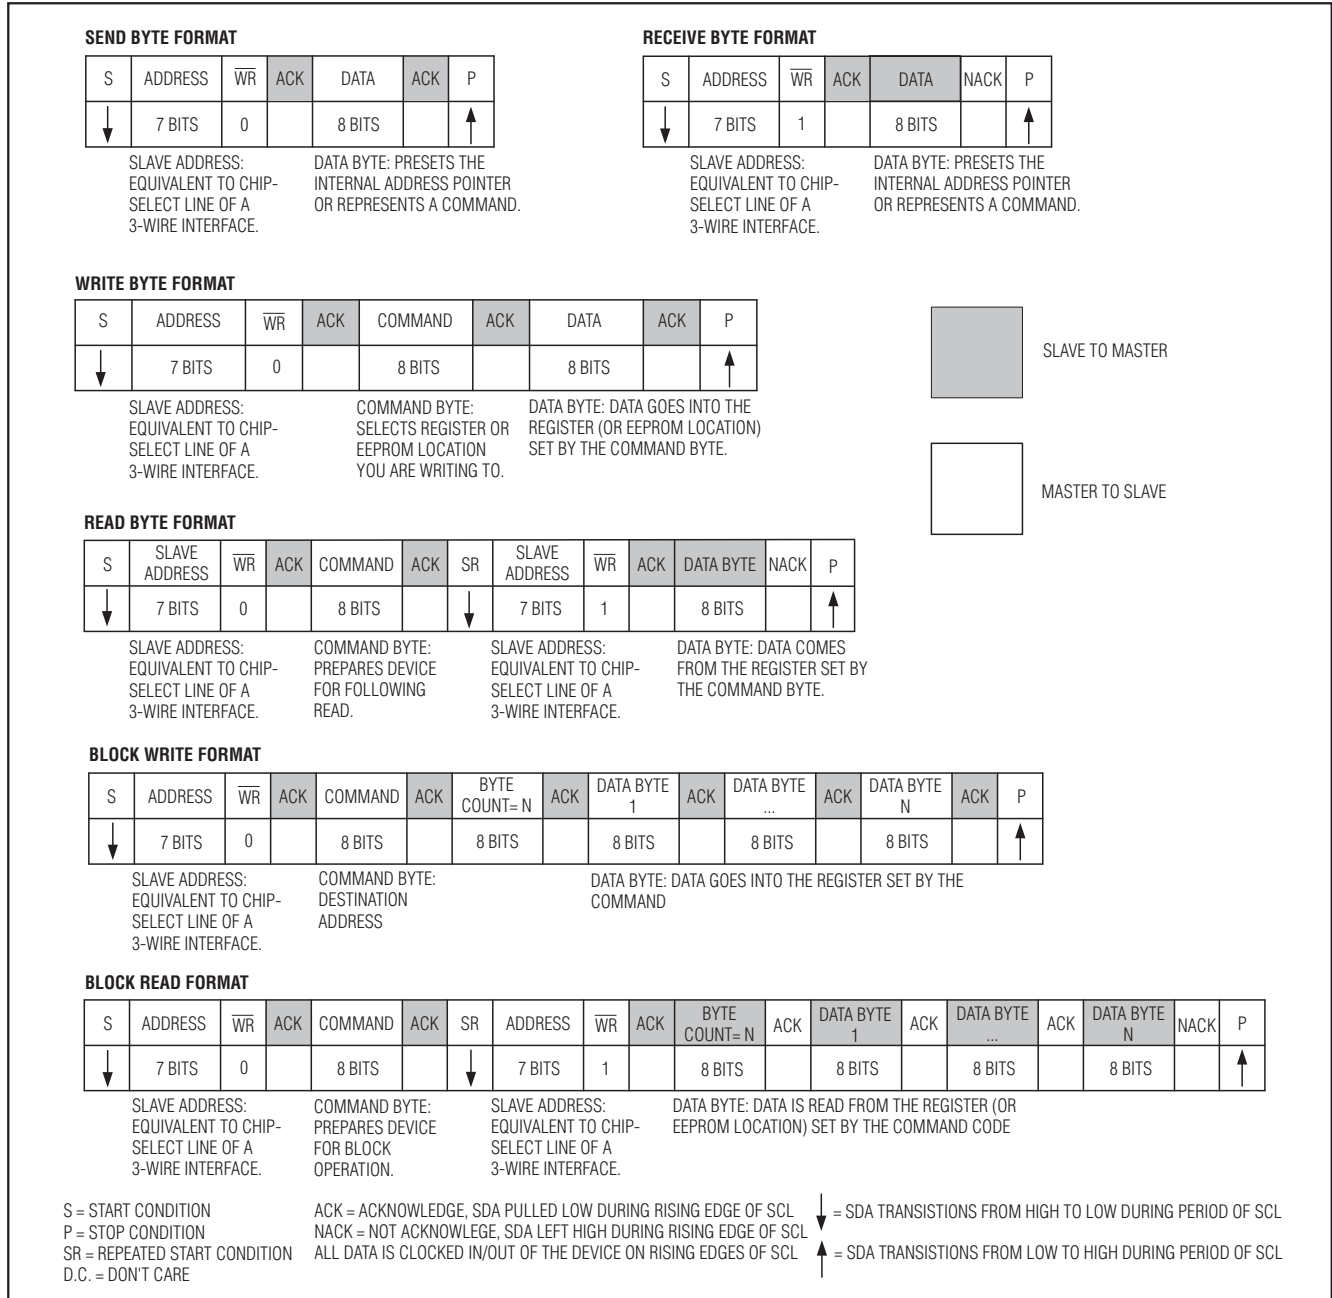 SEND BYTE FORMAT
S ADDRESS WR ACK DATA ACK P
7 BITS 0 8 BITS
SLAVE ADDRESS:
EQUIVALENT TO CHIP-
SELECT LINE OF A
3-WIRE INTERFACE.
DATA BYTE: PRESETS THE
INTERNAL ADDRESS POINTER
OR REPRESENTS A COMMAND.
RECEIVE BYTE FORMAT
S ADDRESS WR ACK DATA NACK P
7 BITS 1 8 BITS
SLAVE ADDRESS:
EQUIVALENT TO CHIP-
SELECT LINE OF A
3-WIRE INTERFACE.
DATA BYTE: PRESETS THE
INTERNAL ADDRESS POINTER
OR REPRESENTS A COMMAND.
WRITE BYTE FORMAT
S ADDRESS WR ACK COMMAND ACK DATA ACK P
7 BITS 0 8 BITS 8 BITS
SLAVE ADDRESS:
EQUIVALENT TO CHIP-
SELECT LINE OF A
3-WIRE INTERFACE.
COMMAND BYTE:
SELECTS REGISTER OR
EEPROM LOCATION
YOU ARE WRITING TO.
DATA BYTE: DATA GOES INTO THE
REGISTER (OR EEPROM LOCATION)
SET BY THE COMMAND BYTE.
SLAVE TO MASTER
MASTER TO SLAVE
READ BYTE FORMAT
S SLAVE ADDRESS WR ACK COMMAND ACK SR SLAVE ADDRESS WR ACK DATA BYTE NACK P
7 BITS 0 8 BITS 7 BITS 1 8 BITS
SLAVE ADDRESS:
EQUIVALENT TO CHIP-
SELECT LINE OF A
3-WIRE INTERFACE.
COMMAND BYTE:
PREPARES DEVICE
FOR FOLLOWING
READ.
SLAVE ADDRESS:
EQUIVALENT TO CHIP-
SELECT LINE OF A
3-WIRE INTERFACE.
DATA BYTE: DATA COMES
FROM THE REGISTER SET BY
THE COMMAND BYTE.
BLOCK WRITE FORMAT
S ADDRESS WR ACK COMMAND ACK BYTE COUNT= N ACK DATA BYTE 1 ACK DATA BYTE ... ACK DATA BYTE N ACK P
7 BITS 0 8 BITS 8 BITS 8 BITS 8 BITS 8 BITS
SLAVE ADDRESS:
EQUIVALENT TO CHIP-
SELECT LINE OF A
3-WIRE INTERFACE.
COMMAND BYTE:
DESTINATION
ADDRESS
DATA BYTE: DATA GOES INTO THE REGISTER SET BY THE
COMMAND
BLOCK READ FORMAT
S ADDRESS WR ACK COMMAND ACK SR ADDRESS WR ACK BYTE COUNT= N ACK DATA BYTE 1 ACK DATA BYTE ... ACK DATA BYTE N NACK P
7 BITS 0 8 BITS 7 BITS 1 8 BITS 8 BITS 8 BITS 8 BITS
SLAVE ADDRESS:
EQUIVALENT TO CHIP-
SELECT LINE OF A
3-WIRE INTERFACE.
COMMAND BYTE:
PREPARES DEVICE
FOR BLOCK
OPERATION.
SLAVE ADDRESS:
EQUIVALENT TO CHIP-
SELECT LINE OF A
3-WIRE INTERFACE.
DATA BYTE: DATA IS READ FROM THE REGISTER (OR
EEPROM LOCATION) SET BY THE COMMAND CODE
S = START CONDITION
P = STOP CONDITION
SR = REPEATED START CONDITION
D.C. = DON'T CARE
ACK = ACKNOWLEDGE, SDA PULLED LOW DURING RISING EDGE OF SCL
NACK = NOT ACKNOWLEGE, SDA LEFT HIGH DURING RISING EDGE OF SCL
ALL DATA IS CLOCKED IN/OUT OF THE DEVICE ON RISING EDGES OF SCL
= SDA TRANSISTIONS FROM HIGH TO LOW DURING PERIOD OF SCL
= SDA TRANSISTIONS FROM LOW TO HIGH DURING PERIOD OF SCL